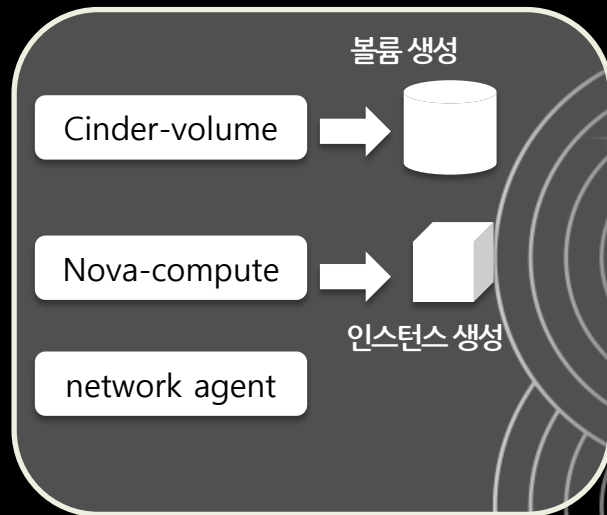 볼륨 생성
Cinder-volume
Nova-compute
인스턴스 생성
network agent